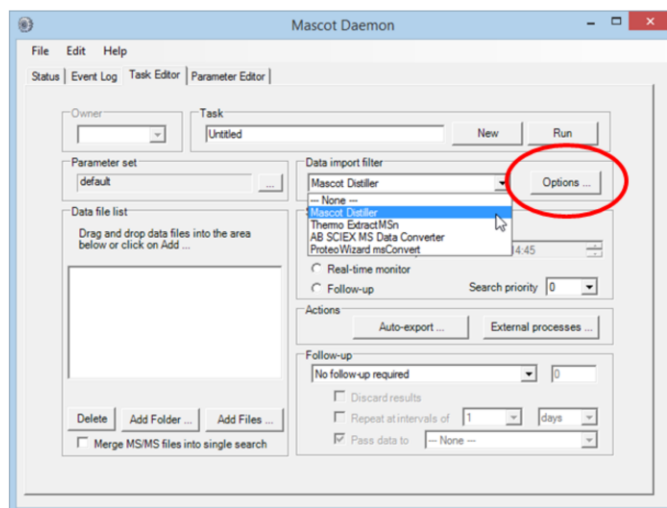 Mascot Daemon
File Edit Help
Status Event Log Task Editor Parameter Editor
Owner
Task
Untitled
New
Run
Parameter set
default
...
Data import filter
Mascot Distiller
Options ...
--- None ---
Mascot Distiller
Thermo ExtractMSn
AB SCIEX MS Data Converter
ProteoWizard msConvert
Data file list
Drag and drop data files into the area
below or click on Add ...
14:45
Real-time monitor
Follow-up
Search priority 0
Actions
Auto-export ...
External processes ...
Follow-up
No follow-up required
0
Discard results
Repeat at intervals of 1 days
Pass data to --- None ---
Delete
Add Folder ...
Add Files ...
Merge MS/MS files into single search